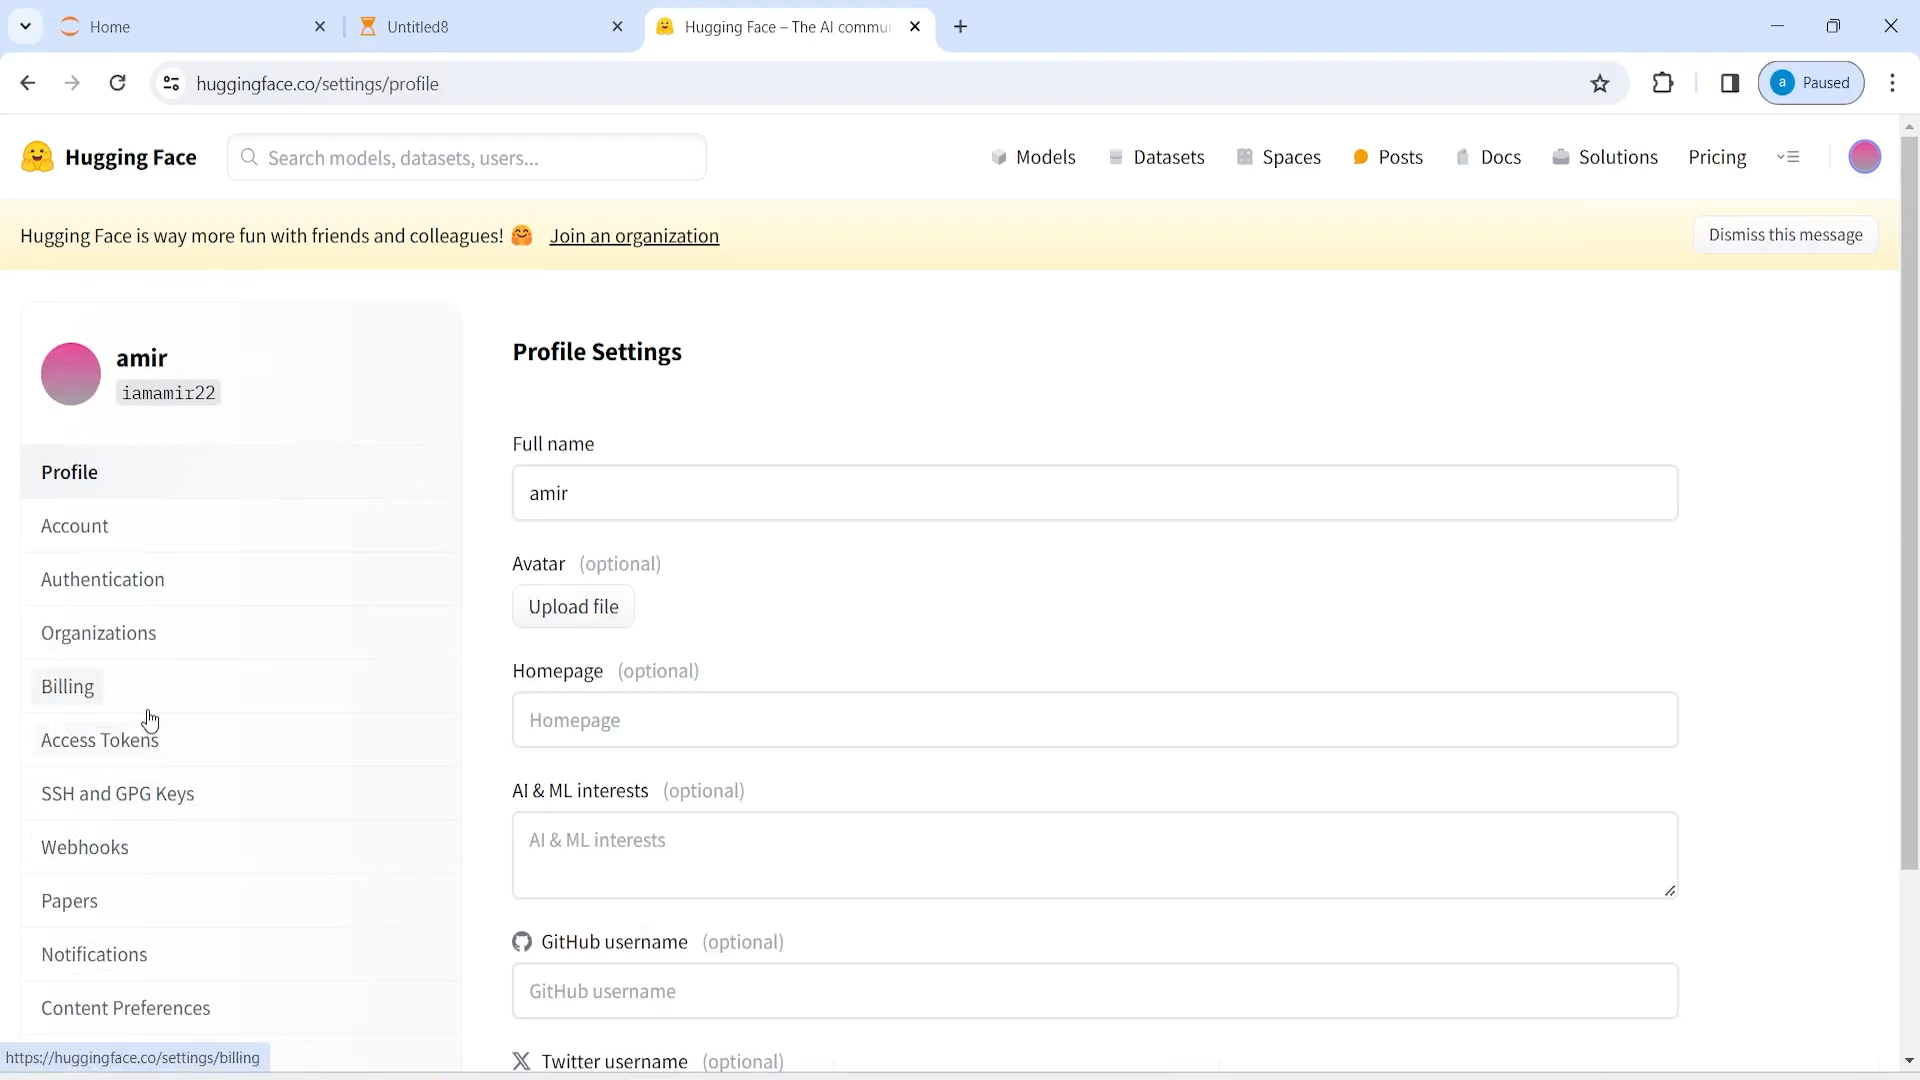 Home
Untitled8
Hugging Face – The AI commu
huggingface.co/settings/profile
a
Paused
Hugging Face
Search models, datasets, users...
Models
Datasets
Spaces
Posts
Docs
Solutions
Pricing
Hugging Face is way more fun with friends and colleagues! 🤗 Join an organization
Dismiss this message
amir
iamamir22
Profile
Account
Authentication
Organizations
Billing
Access Tokens
SSH and GPG Keys
Webhooks
Papers
Notifications
Content Preferences
Profile Settings
Full name
amir
Avatar (optional)
Upload file
Homepage (optional)
Homepage
AI & ML interests (optional)
AI & ML interests
GitHub username (optional)
GitHub username
Twitter username (optional)
https://huggingface.co/settings/billing